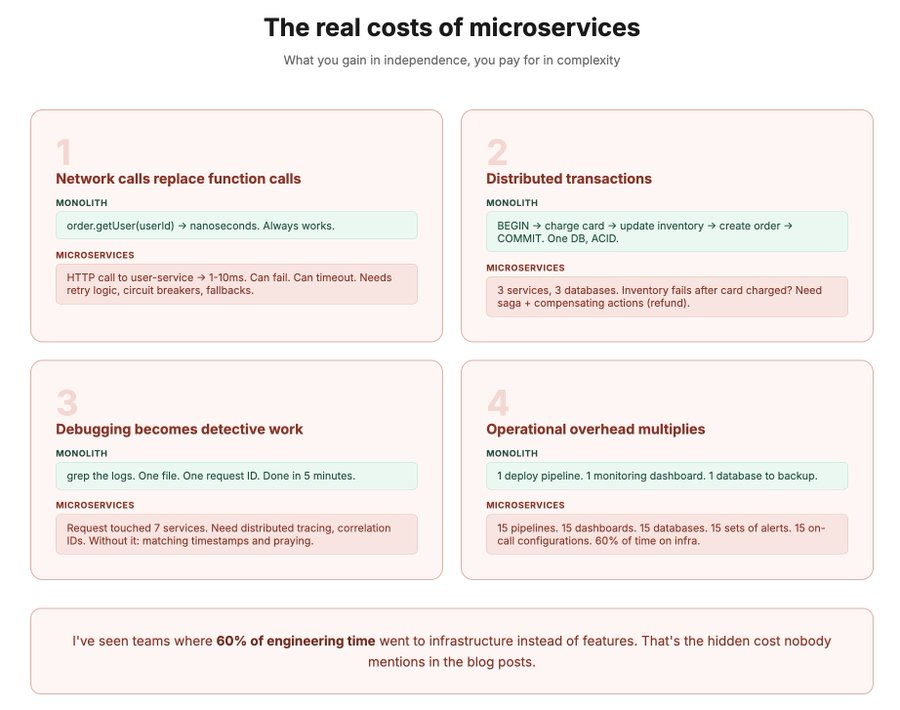 The real costs of microservices
What you gain in independence, you pay for in complexity
1
Network calls replace function calls
MONOLITH
order.getUser(userId) → nanoseconds. Always works.
MICROSERVICES
HTTP call to user-service → 1-10ms. Can fail. Can timeout. Needs
retry logic, circuit breakers, fallbacks.
2
Distributed transactions
MONOLITH
BEGIN → charge card → update inventory → create order →
COMMIT. One DB, ACID.
MICROSERVICES
3 services, 3 databases. Inventory fails after card charged? Need
saga + compensating actions (refund).
3
Debugging becomes detective work
MONOLITH
grep the logs. One file. One request ID. Done in 5 minutes.
MICROSERVICES
Request touched 7 services. Need distributed tracing, correlation
IDs. Without it: matching timestamps and praying.
4
Operational overhead multiplies
MONOLITH
1 deploy pipeline. 1 monitoring dashboard. 1 database to backup.
MICROSERVICES
15 pipelines. 15 dashboards. 15 databases. 15 sets of alerts. 15 on-
call configurations. 60% of time on infra.
I've seen teams where 60% of engineering time went to infrastructure instead of features. That's the hidden cost nobody
mentions in the blog posts.